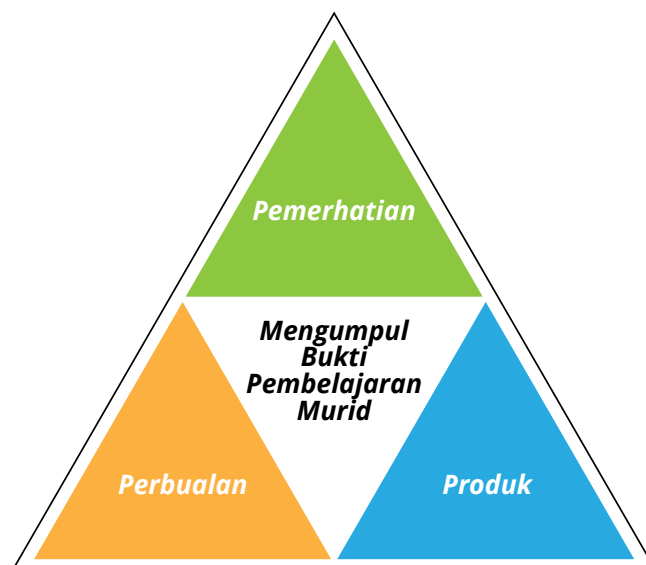 Pemerhatian
Mengumpul
Bukti
Pembelajaran
Murid
Perbualan
Produk